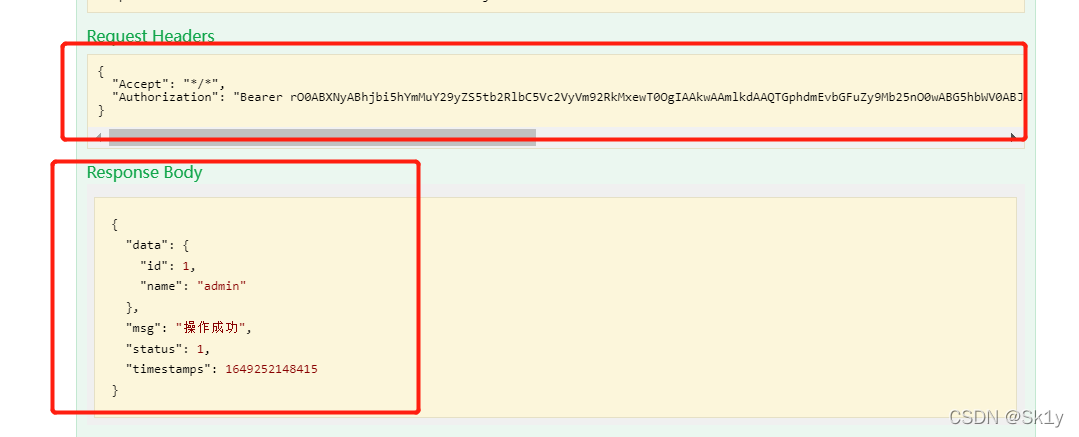 Request Headers
{
"Accept": "*/*",
"Authorization": "Bearer rO0ABXNyABhjbi5hYmMuY29yZS5tb2RlbC5Vc2VyVm92RkMxewT0OgIAAkwAAmlkdAAQTGphdmEvbGFuZy9Mb25nO0wABG5hbWV0ABJ
}
Response Body
{
"data": {
"id": 1,
"name": "admin"
},
"msg": "操作成功",
"status": 1,
"timestamps": 1649252148415
}
CSDN @Sk1y